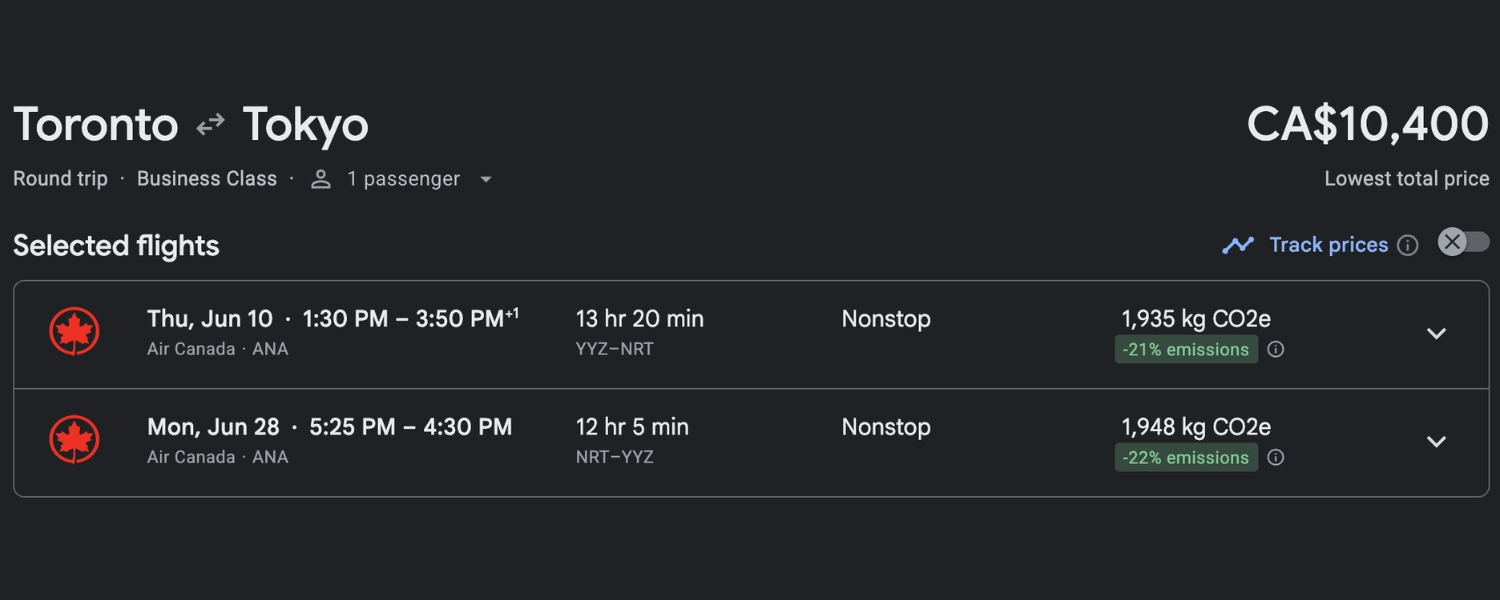 Toronto Tokyo CA$10,400
Round trip · Business Class · 1 passenger Lowest total price
Selected flights Track prices
Thu, Jun 10 · 1:30 PM – 3:50 PM+1 13 hr 20 min Nonstop 1,935 kg CO2e
Air Canada · ANA YYZ–NRT -21% emissions
Mon, Jun 28 · 5:25 PM – 4:30 PM 12 hr 5 min Nonstop 1,948 kg CO2e
Air Canada · ANA NRT–YYZ -22% emissions